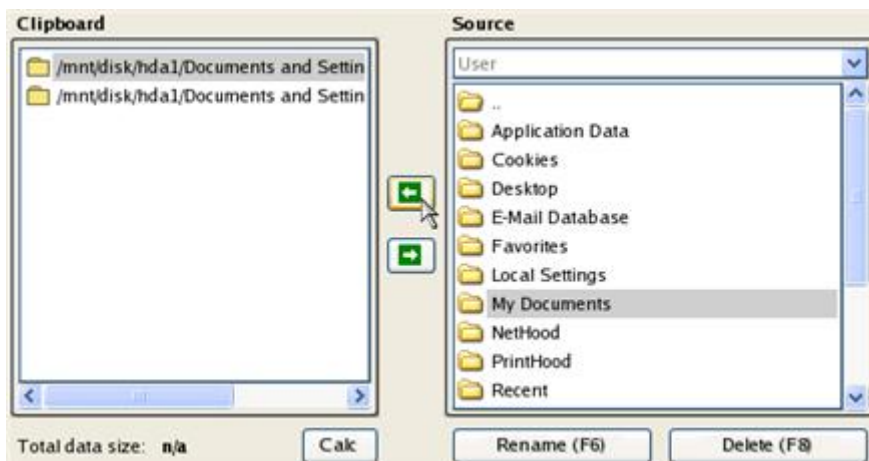 Clipboard
/mnt/disk/hda1/Documents and Settin
/mnt/disk/hda1/Documents and Settin
Total data size: n/a
Calc
Source
User
..
Application Data
Cookies
Desktop
E-Mail Database
Favorites
Local Settings
My Documents
NetHood
PrintHood
Recent
Rename (F6)
Delete (F8)